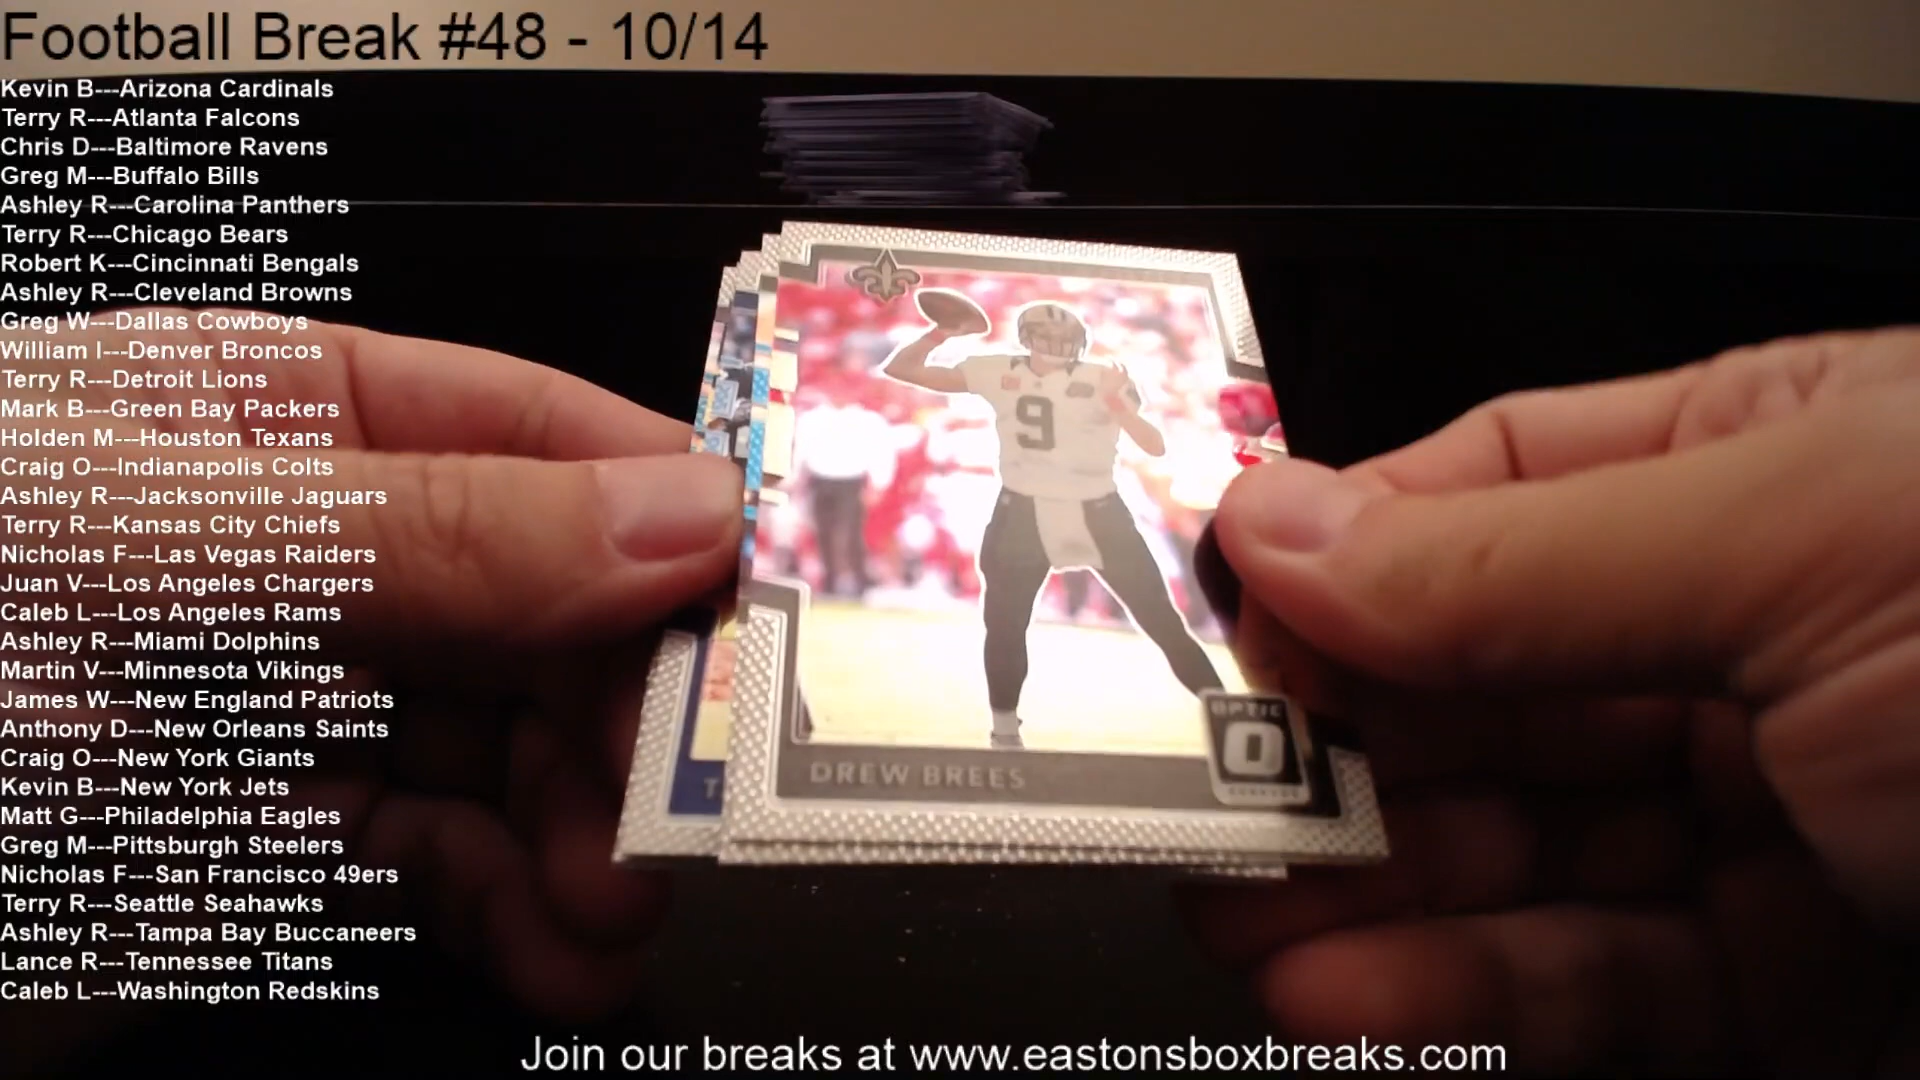 Football Break #48 - 10/14
Kevin B---Arizona Cardinals
Terry R---Atlanta Falcons
Chris D---Baltimore Ravens
Greg M---Buffalo Bills
Ashley R---Carolina Panthers
Terry R---Chicago Bears
Robert K---Cincinnati Bengals
Ashley R---Cleveland Browns
Greg W---Dallas Cowboys
William I---Denver Broncos
Terry R---Detroit Lions
Mark B---Green Bay Packers
Holden M---Houston Texans
Craig O---Indianapolis Colts
Ashley R---Jacksonville Jaguars
Terry R---Kansas City Chiefs
Nicholas F---Las Vegas Raiders
Juan V---Los Angeles Chargers
Caleb L---Los Angeles Rams
Ashley R---Miami Dolphins
Martin V---Minnesota Vikings
James W---New England Patriots
Anthony D---New Orleans Saints
Craig O---New York Giants
Kevin B---New York Jets
Matt G---Philadelphia Eagles
Greg M---Pittsburgh Steelers
Nicholas F---San Francisco 49ers
Terry R---Seattle Seahawks
Ashley R---Tampa Bay Buccaneers
Lance R---Tennessee Titans
Caleb L---Washington Redskins
9
OPTIC
O
DREW BREES
T
Join our breaks at www.eastonsboxbreaks.com